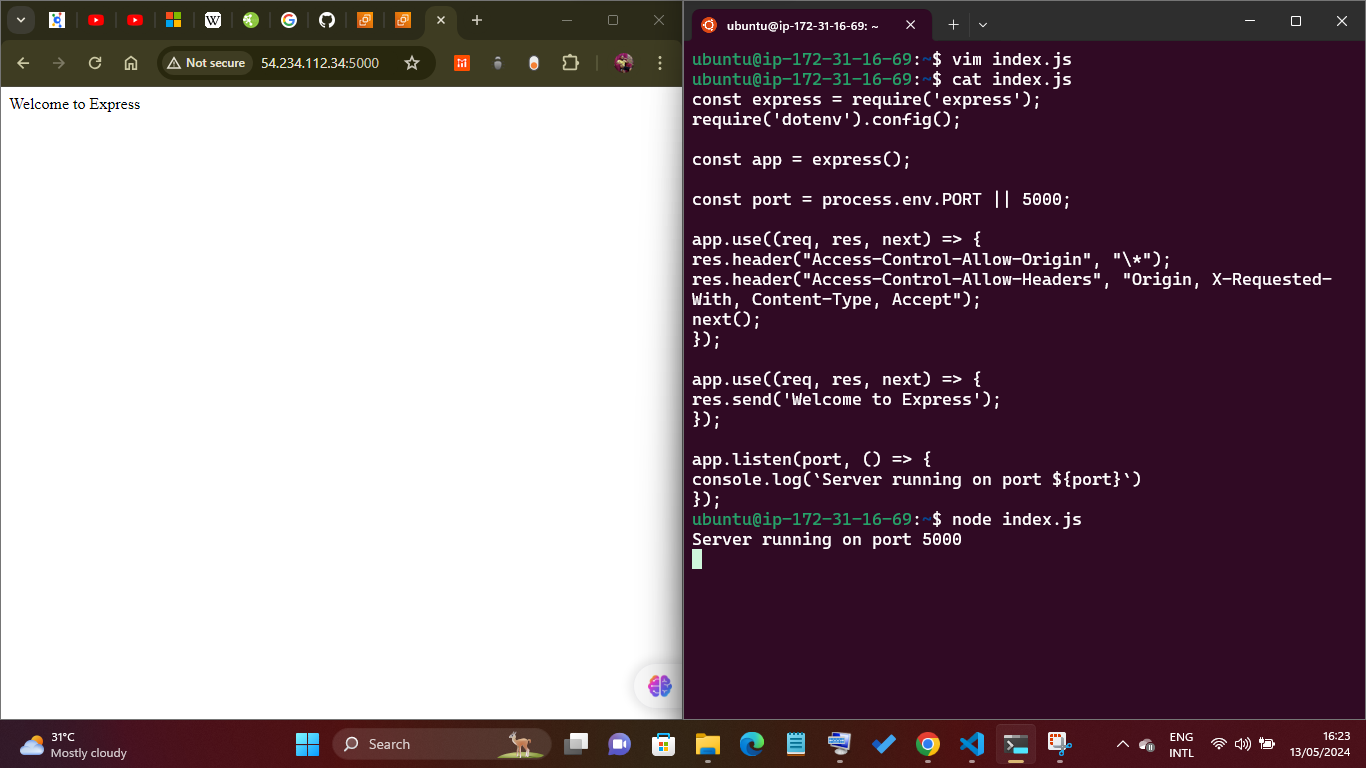 Not secure
54.234.112.34:5000
Welcome to Express
ubuntu@ip-172-31-16-69: ~
ubuntu@ip-172-31-16-69:~$ vim index.js
ubuntu@ip-172-31-16-69:~$ cat index.js
const express = require('express');
require('dotenv').config();
const app = express();
const port = process.env.PORT || 5000;
app.use((req, res, next) => {
res.header("Access-Control-Allow-Origin", "\*");
res.header("Access-Control-Allow-Headers", "Origin, X-Requested-
With, Content-Type, Accept");
next();
});
app.use((req, res, next) => {
res.send('Welcome to Express');
});
app.listen(port, () => {
console.log(`Server running on port ${port}`)
});
ubuntu@ip-172-31-16-69:~$ node index.js
Server running on port 5000
31°C
Mostly cloudy
Search
ENG
INTL
16:23
13/05/2024